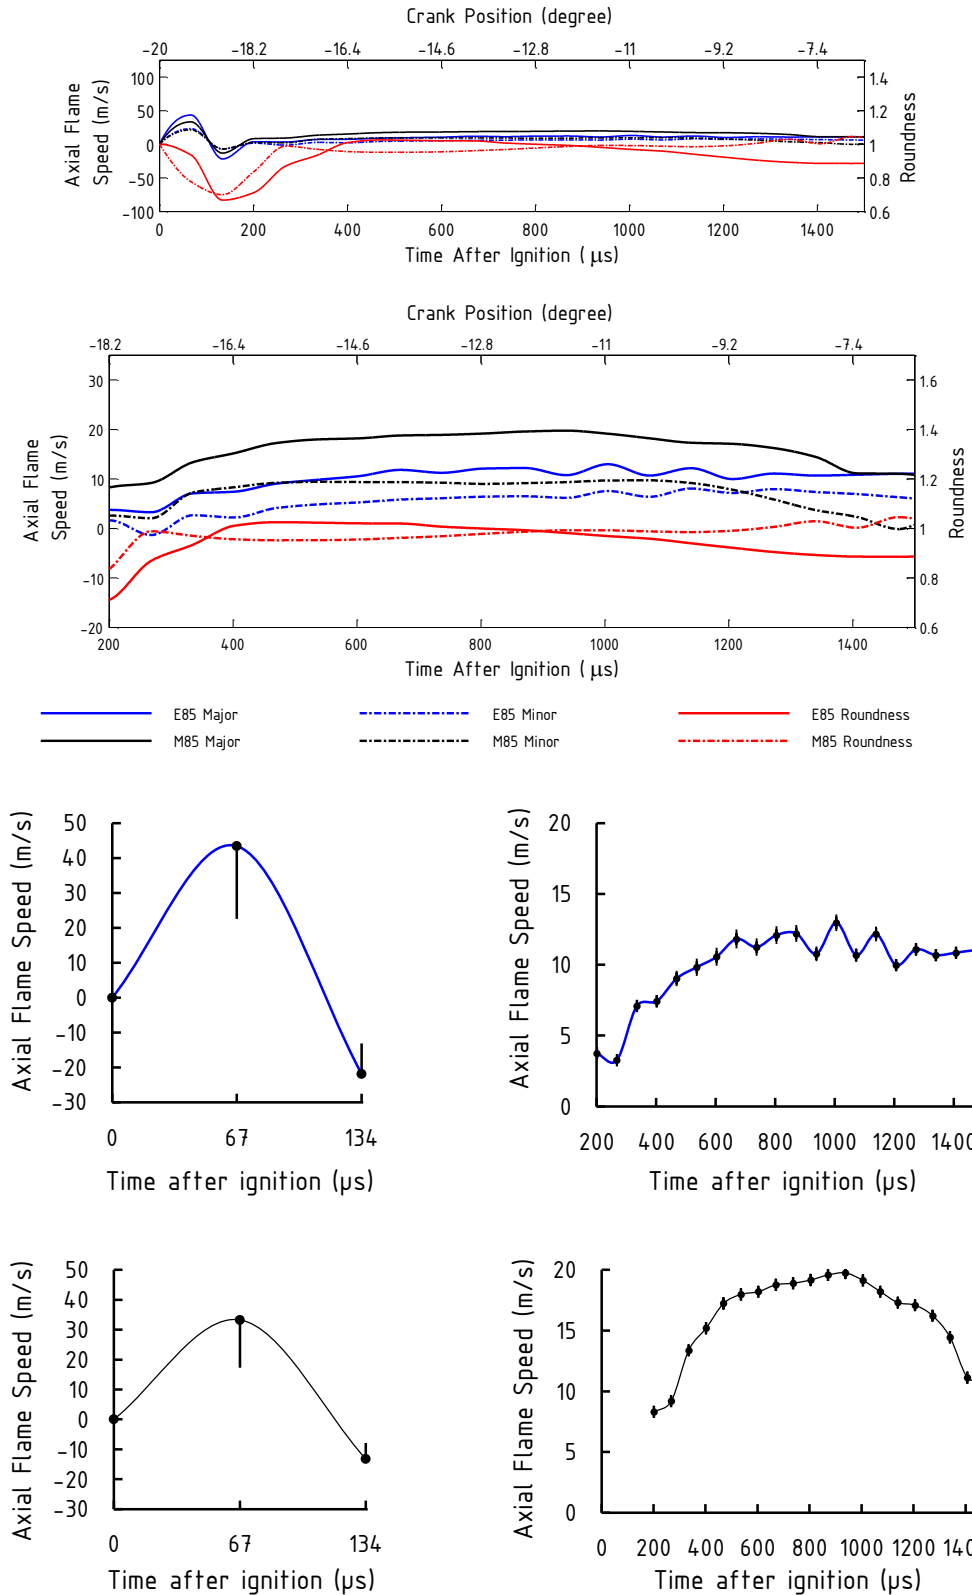 Crank Position (degree)
-20 -18.2 -16.4 -14.6 -12.8 -11 -9.2 -7.4
Axial Flame
Speed (m/s)
100 50 0 -50 -100
1.4 1.2 1 0.8 0.6
Roundness
0 200 400 600 800 1000 1200 1400
Time After Ignition ( μs)
Crank Position (degree)
-18.2 -16.4 -14.6 -12.8 -11 -9.2 -7.4
Axial Flame
Speed (m/s)
30 20 10 0 -10 -20
1.6 1.4 1.2 1 0.8 0.6
Roundness
200 400 600 800 1000 1200 1400
Time After Ignition ( μs)
E85 Major E85 Minor E85 Roundness
M85 Major M85 Minor M85 Roundness
Axial Flame Speed (m/s)
50 40 30 20 10 0 -10 -20 -30
0 67 134
Time after ignition (μs)
Axial Flame Speed (m/s)
20 15 10 5 0
200 400 600 800 1000 1200 1400
Time after ignition (μs)
Axial Flame Speed (m/s)
50 40 30 20 10 0 -10 -20 -30
0 67 134
Time after ignition (μs)
Axial Flame Speed (m/s)
20 15 10 5 0
0 200 400 600 800 1000 1200 140
Time after ignition (μs)